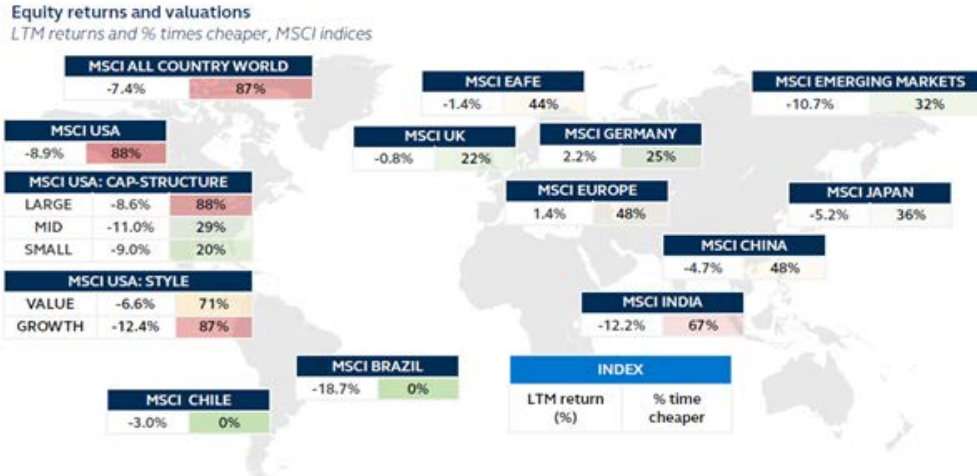 Equity returns and valuations
LTM returns and % times cheaper, MSCI indices
MSCI ALL COUNTRY WORLD
-7.4% 87%
MSCI EAFE
-1.4% 44%
MSCI EMERGING MARKETS
-10.7% 32%
MSCI USA
-8.9% 88%
MSCI UK
-0.8% 22%
MSCI GERMANY
2.2% 25%
MSCI USA: CAP-STRUCTURE
LARGE -8.6% 88%
MID -11.0% 29%
SMALL -9.0% 20%
MSCI EUROPE
1.4% 48%
MSCI JAPAN
-5.2% 36%
MSCI CHINA
-4.7% 48%
MSCI USA: STYLE
VALUE -6.6% 71%
GROWTH -12.4% 87%
MSCI INDIA
-12.2% 67%
MSCI BRAZIL
-18.7% 0%
MSCI CHILE
-3.0% 0%
INDEX
LTM return % time
(%) cheaper